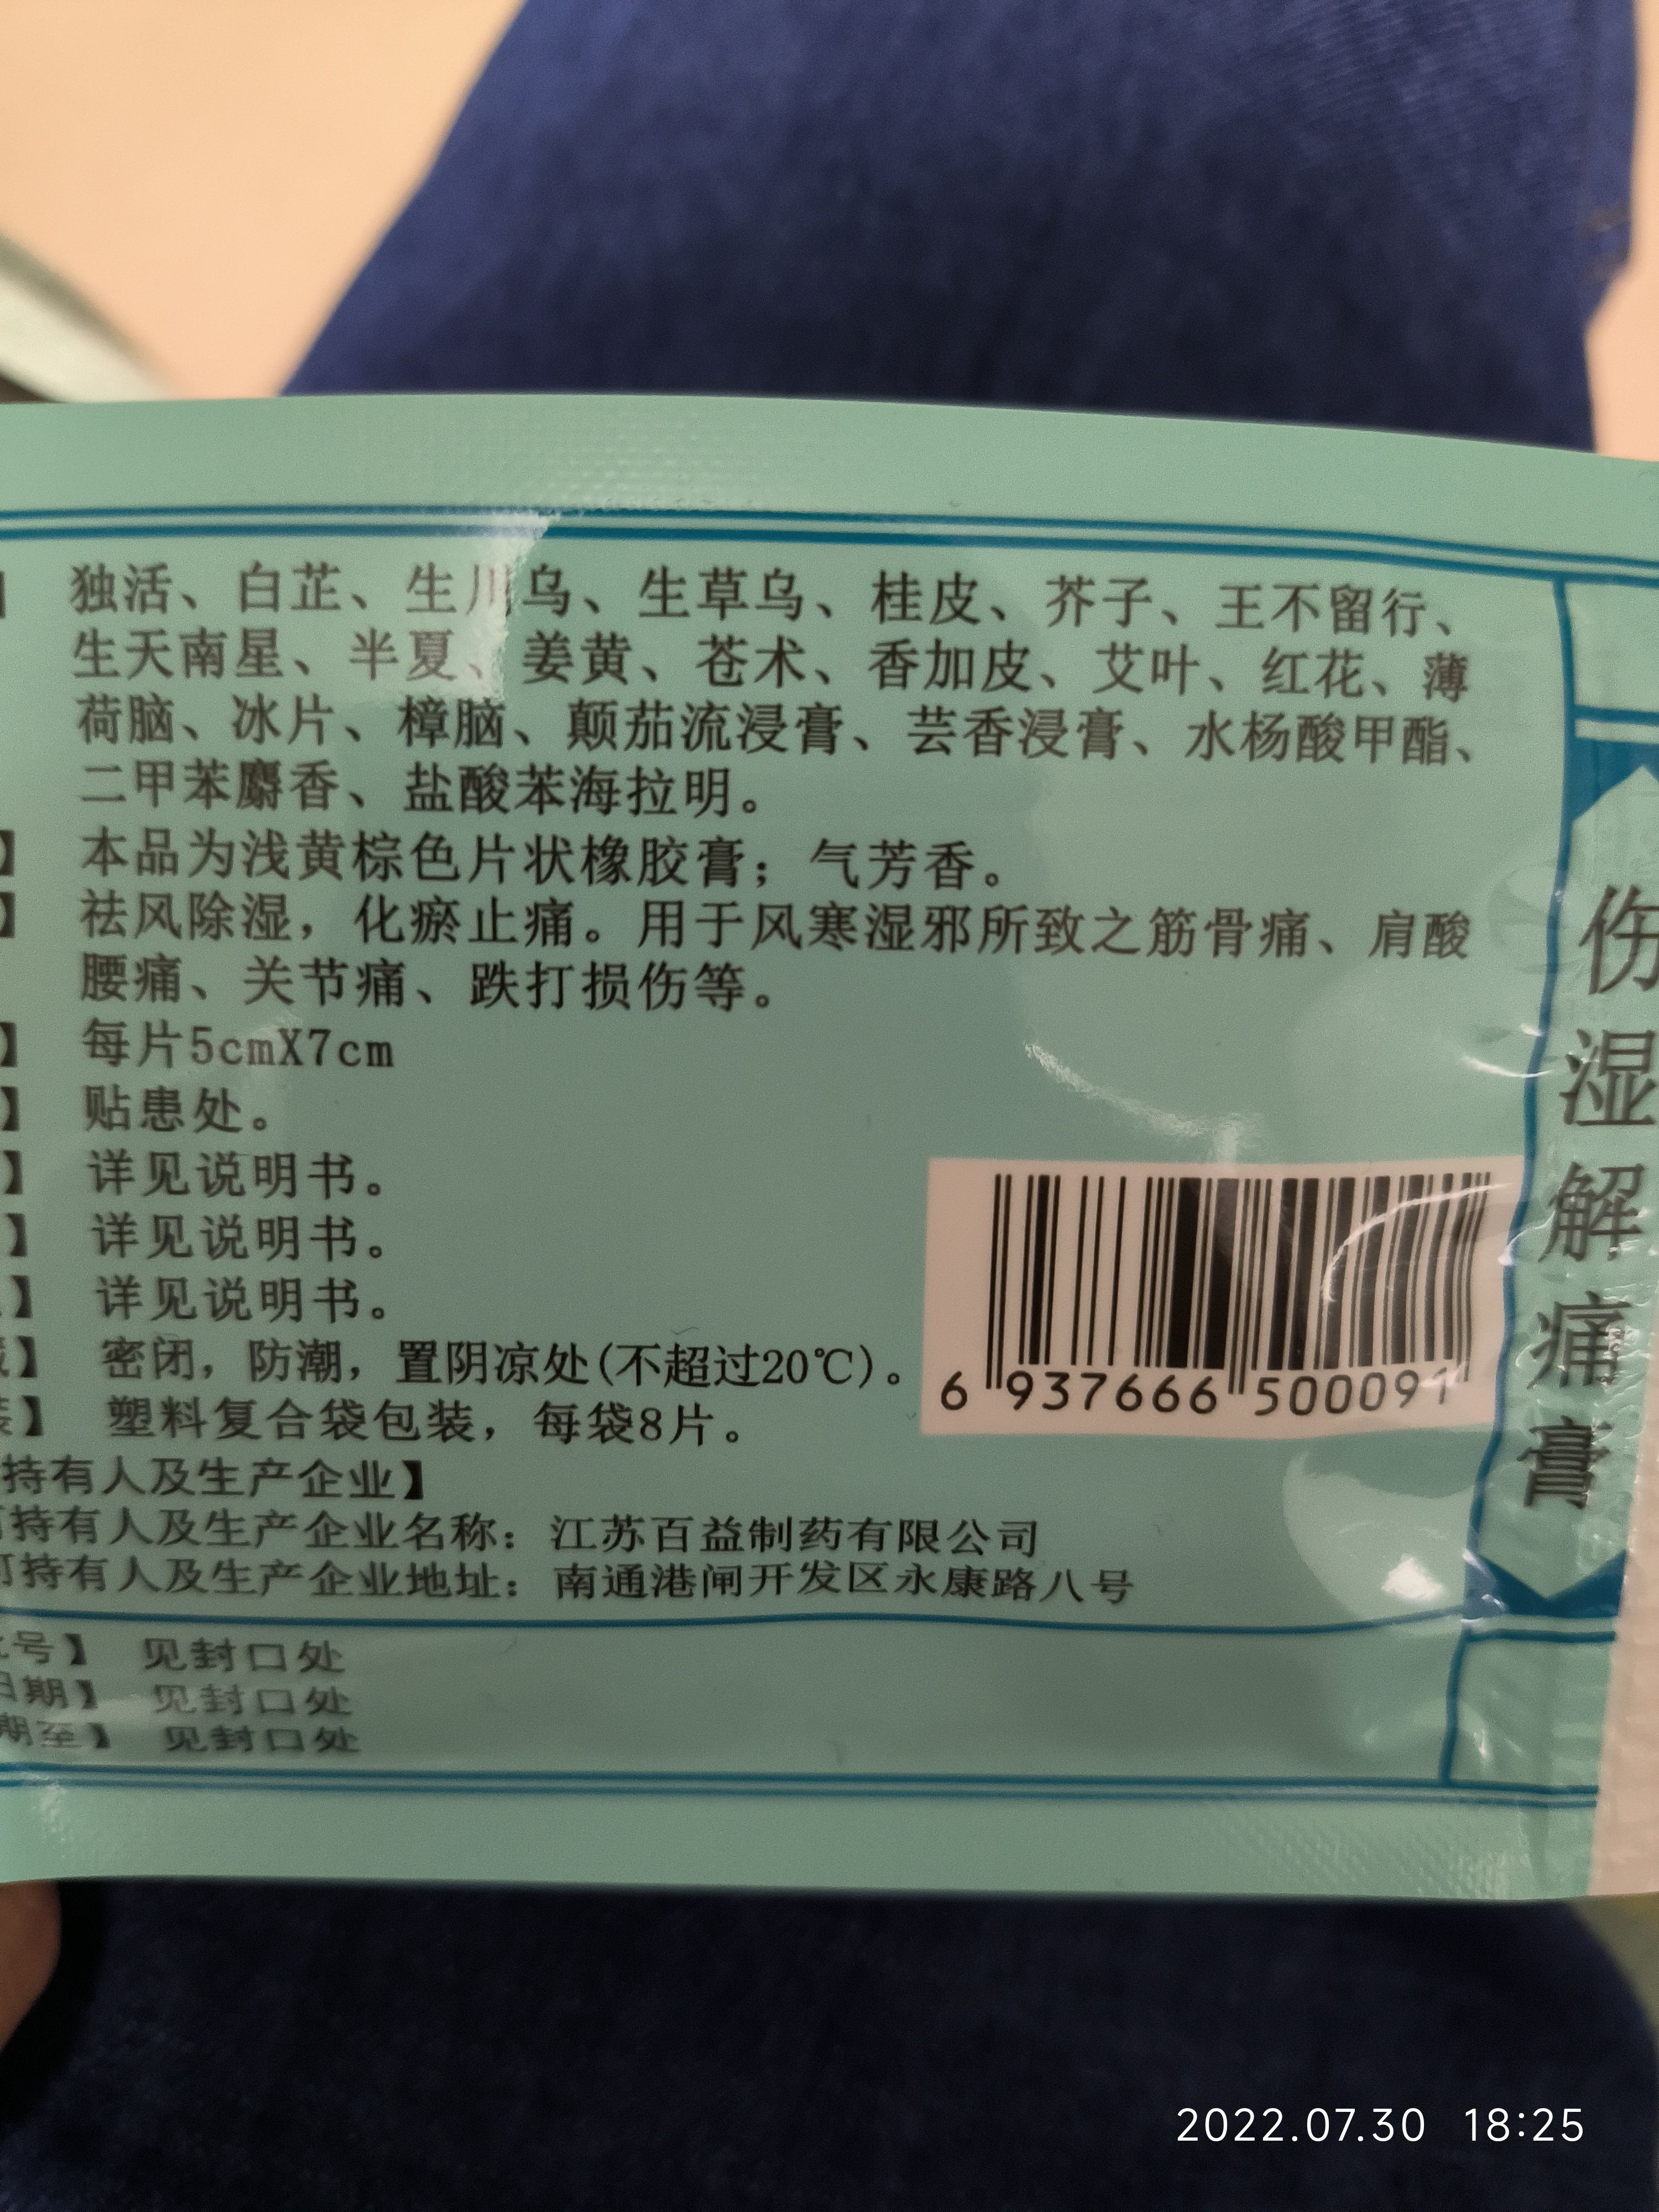 】 独活、白芷、生川乌、生草乌、桂皮、芥子、王不留行、
生天南星、半夏、姜黄、苍术、香加皮、艾叶、红花、薄
荷脑、冰片、樟脑、颠茄流浸膏、芸香浸膏、水杨酸甲酯、
二甲苯麝香、盐酸苯海拉明。
】 本品为浅黄棕色片状橡胶膏；气芳香。
】 祛风除湿，化瘀止痛。用于风寒湿邪所致之筋骨痛、肩酸
腰痛、关节痛、跌打损伤等。
】 每片5cmX7cm
】 贴患处。
】 详见说明书。
】 详见说明书。
】 详见说明书。
藏】 密闭，防潮，置阴凉处(不超过20℃)。
装】 塑料复合袋包装，每袋8片。
持有人及生产企业】
可持有人及生产企业名称：江苏百益制药有限公司
可持有人及生产企业地址：南通港闸开发区永康路八号
号】 见封口处
日期】 见封口处
期至】 见封口处
6 937666 500091
伤湿解痛膏
2022.07.30 18:25